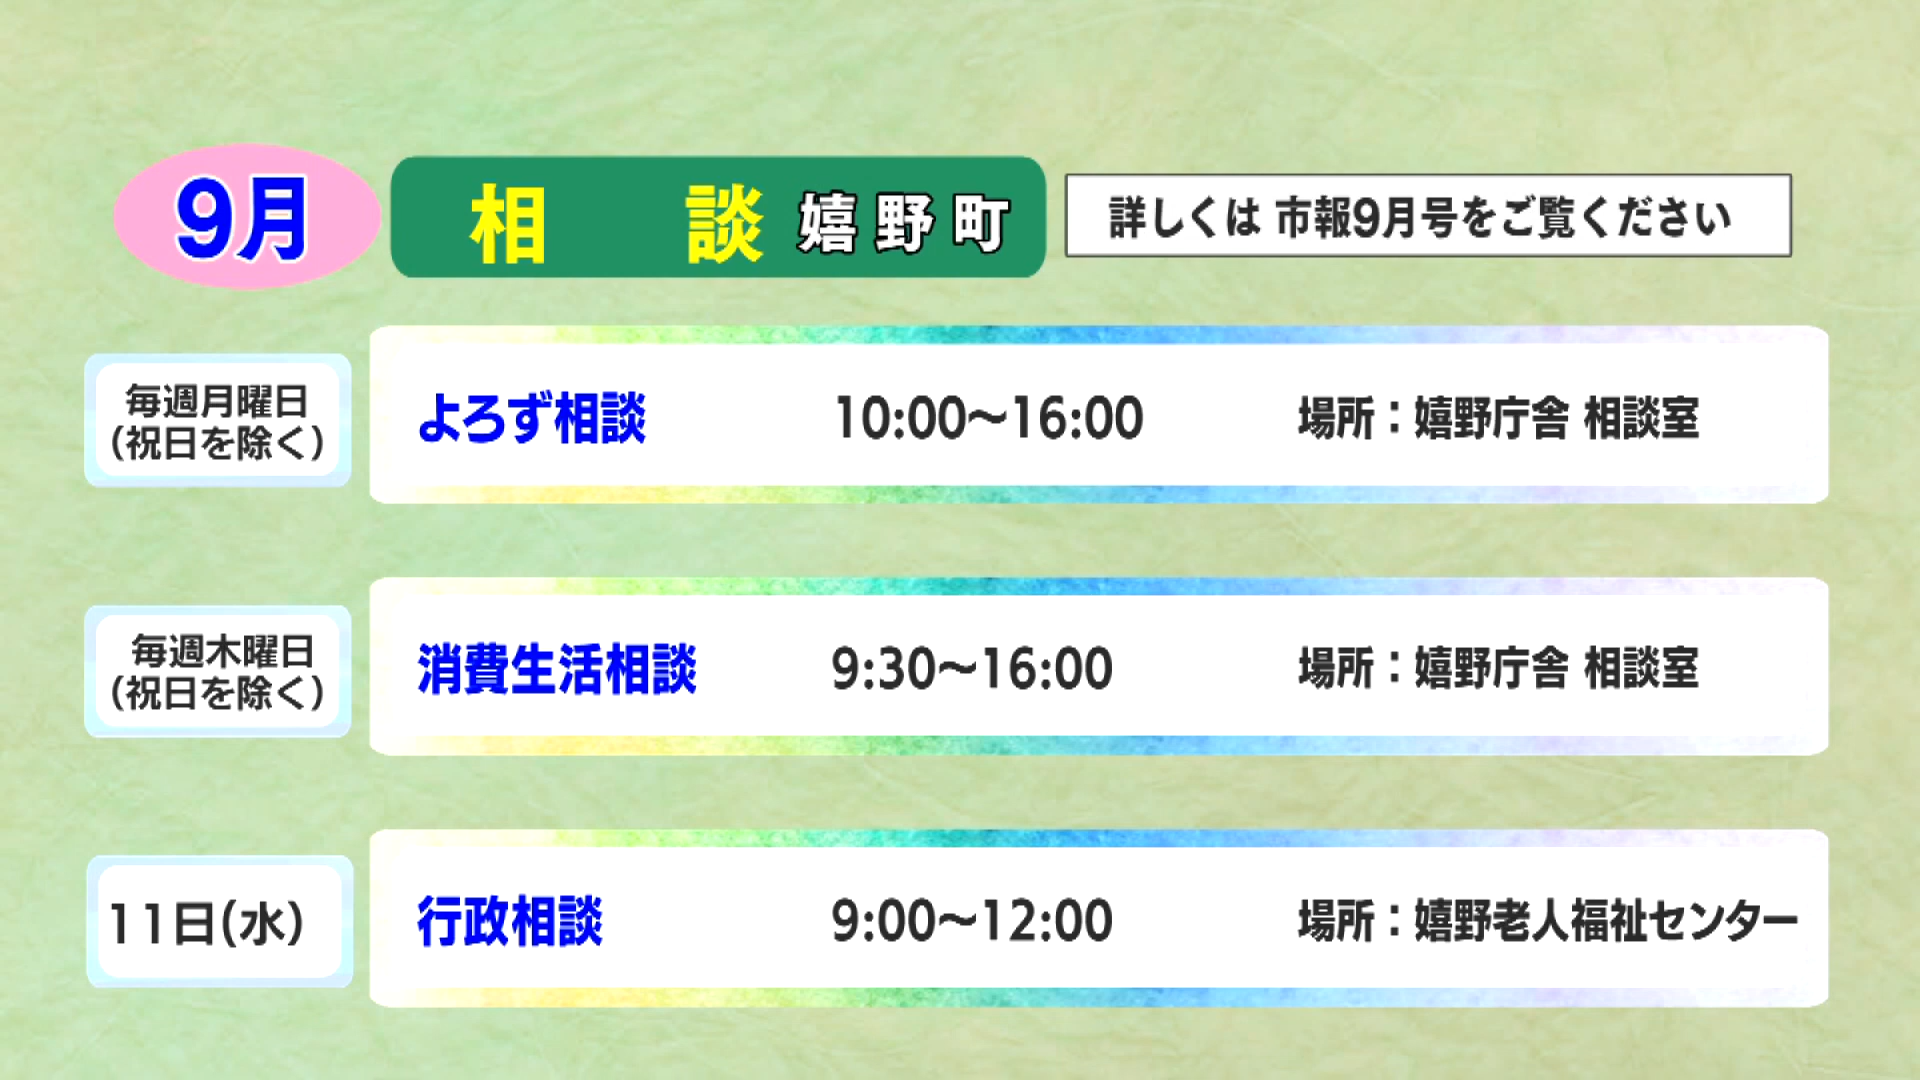 9月
相談 嬉野町
詳しくは 市報9月号をご覧ください
毎週月曜日
(祝日を除く)
よろず相談
10:00〜16:00
場所：嬉野庁舎 相談室
毎週木曜日
(祝日を除く)
消費生活相談
9:30〜16:00
場所：嬉野庁舎 相談室
11日(水)
行政相談
9:00〜12:00
場所：嬉野老人福祉センター